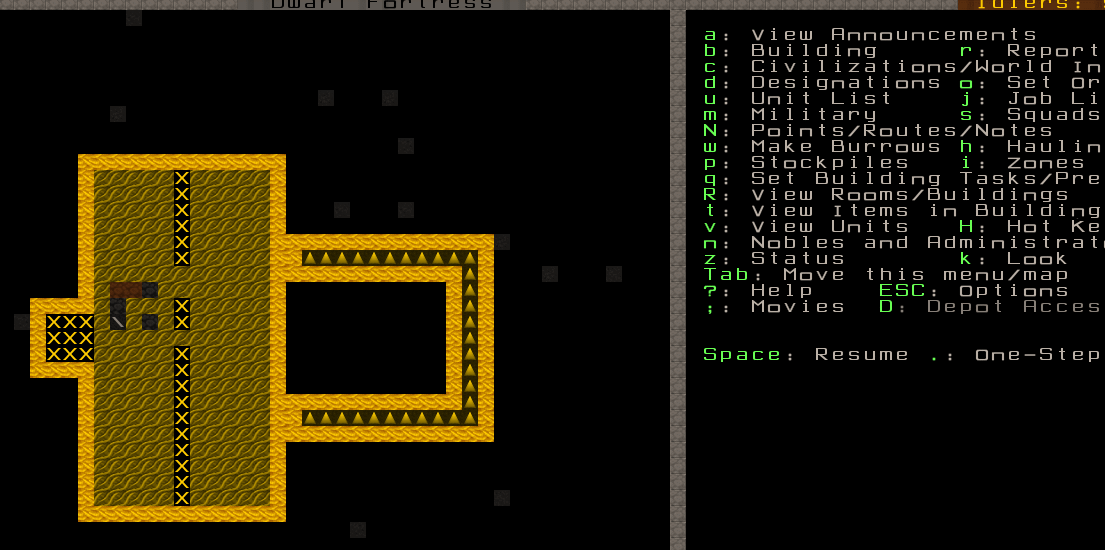 Dwarf Fortress
Idlers:
a: View Announcements
b: Building r: Report
c: Civilizations/World In
d: Designations o: Set Or
u: Unit List j: Job Li
m: Military s: Squads
N: Points/Routes/Notes
w: Make Burrows h: Haulin
p: Stockpiles i: Zones
q: Set Building Tasks/Pre
R: View Rooms/Buildings
t: View Items in Building
v: View Units H: Hot Ke
n: Nobles and Administrat
z: Status k: Look
Tab: Move this menu/map
?: Help ESC: Options
;: Movies D: Depot Acces
Space: Resume .: One-Step